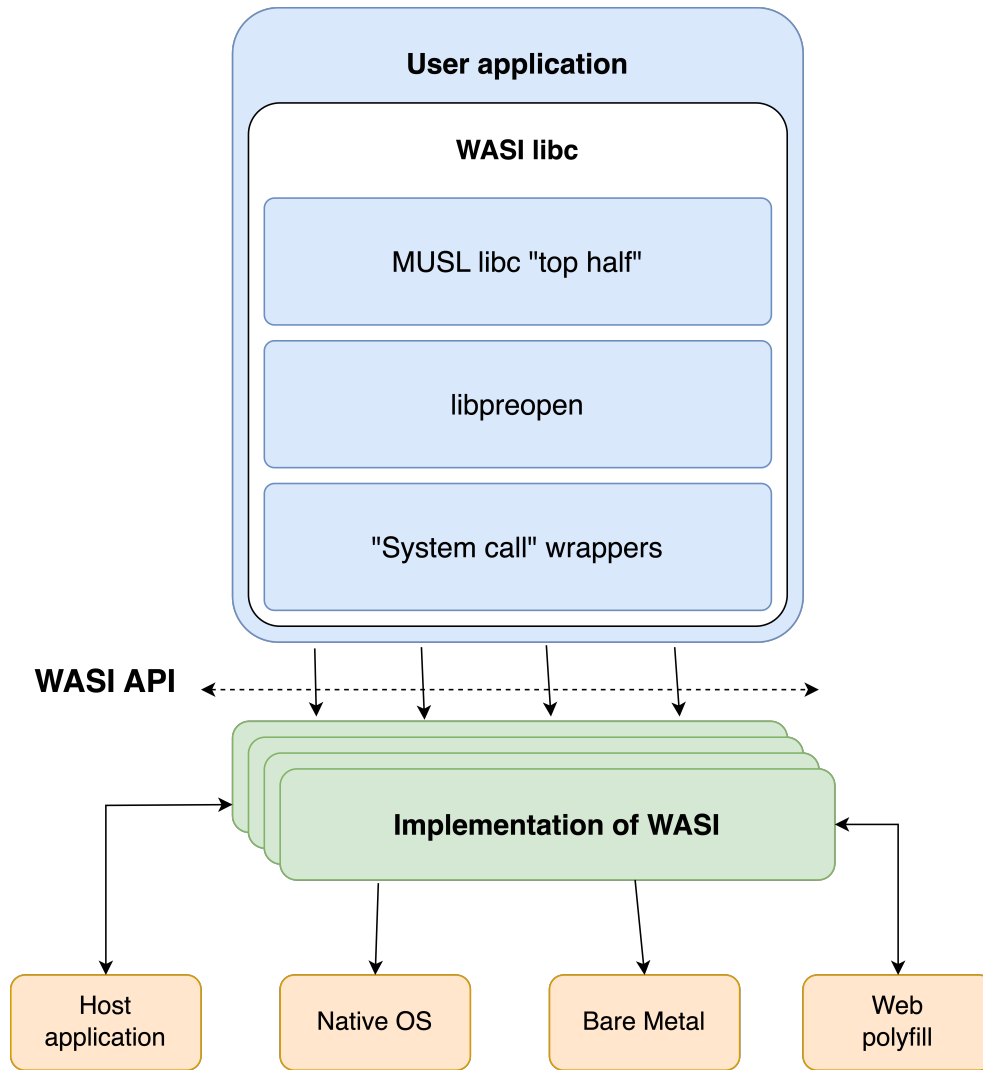 User application
WASI libc
MUSL libc "top half"
libpreopen
"System call" wrappers
WASI API
Implementation of WASI
Host
application
Native OS
Bare Metal
Web
polyfill